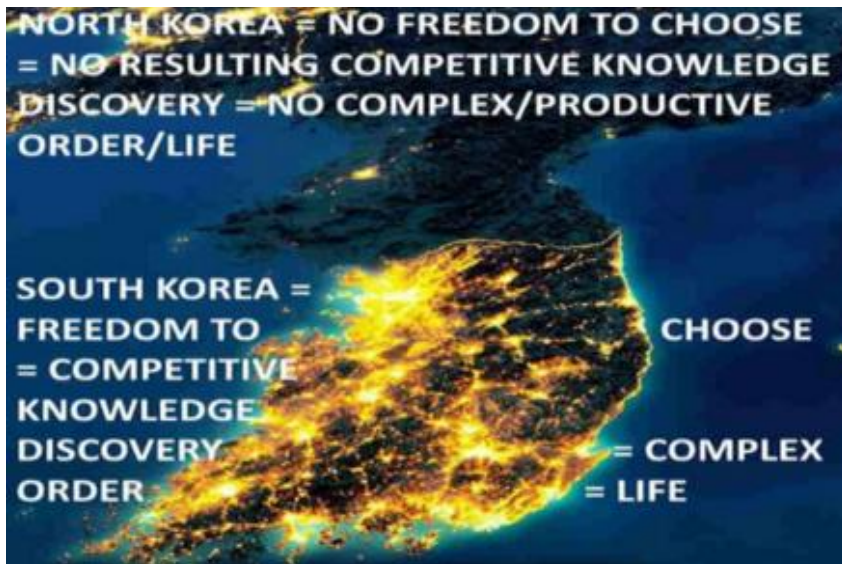 NORTH KOREA = NO FREEDOM TO CHOOSE
= NO RESULTING COMPETITIVE KNOWLEDGE
DISCOVERY = NO COMPLEX/PRODUCTIVE
ORDER/LIFE
SOUTH KOREA =
FREEDOM TO CHOOSE
= COMPETITIVE
KNOWLEDGE
DISCOVERY = COMPLEX
ORDER = LIFE